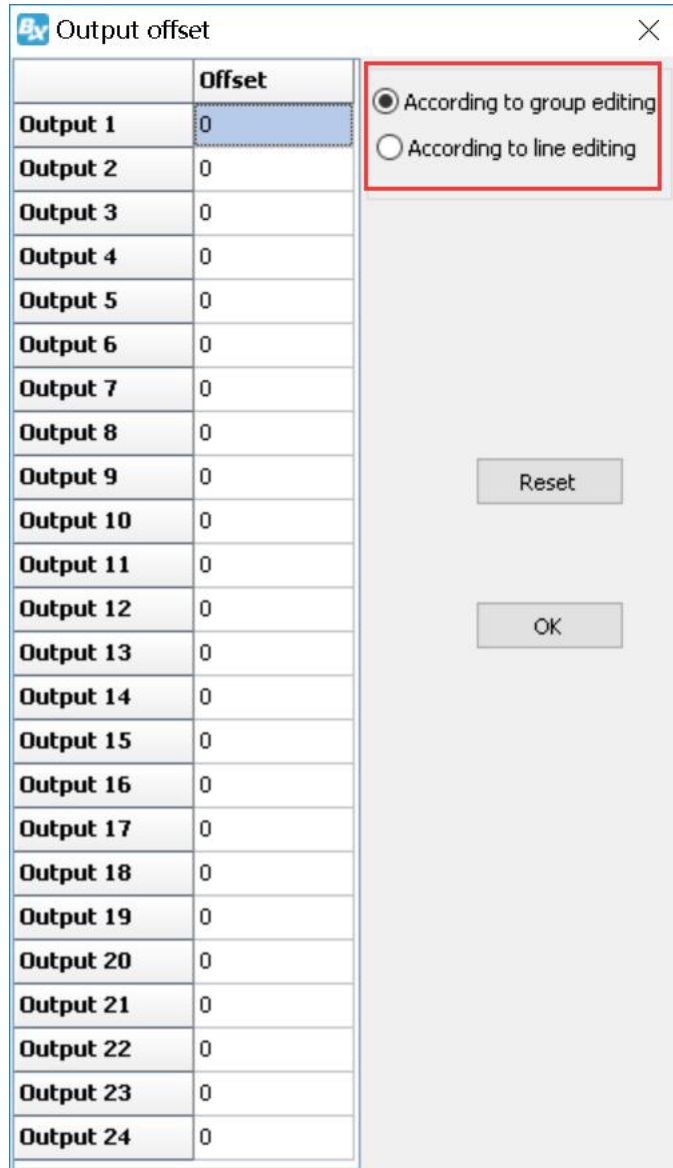 BX Output offset
Offset
According to group editing
According to line editing
Output 1 0
Output 2 0
Output 3 0
Output 4 0
Output 5 0
Output 6 0
Output 7 0
Output 8 0
Output 9 0
Reset
Output 10 0
Output 11 0
Output 12 0
OK
Output 13 0
Output 14 0
Output 15 0
Output 16 0
Output 17 0
Output 18 0
Output 19 0
Output 20 0
Output 21 0
Output 22 0
Output 23 0
Output 24 0